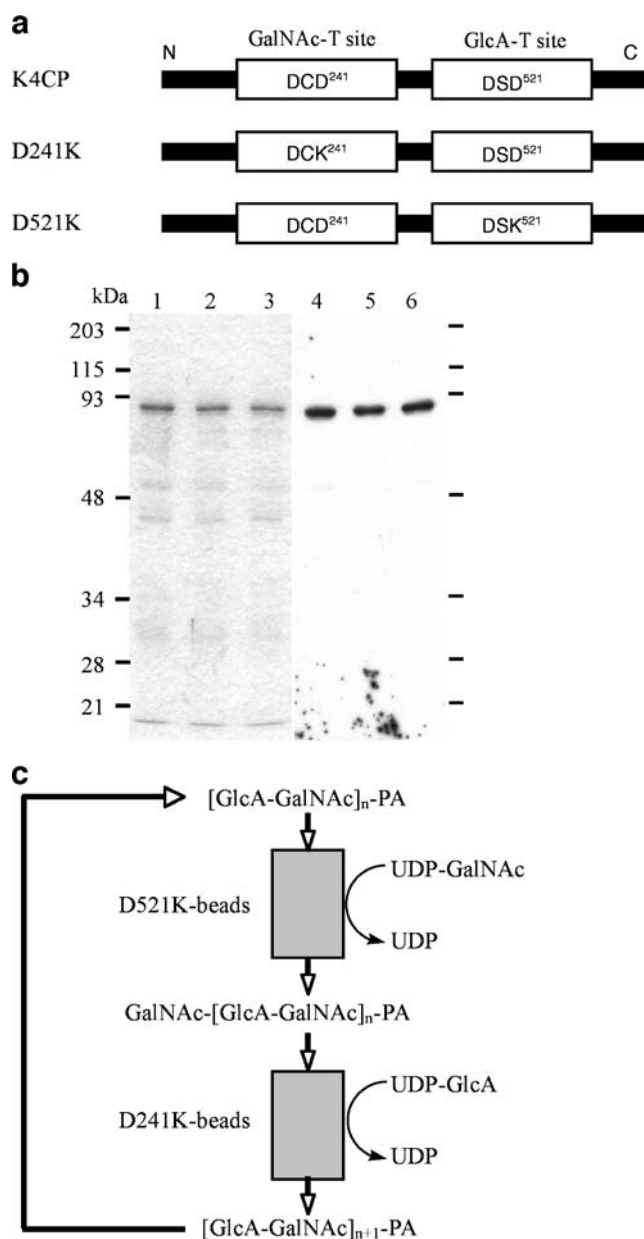 a
GalNAc-T site GlcA-T site
N C
K4CP DCD²⁴¹ DSD⁵²¹
D241K DCK²⁴¹ DSD⁵²¹
D521K DCD²⁴¹ DSK⁵²¹
b
kDa 1 2 3 4 5 6
203
115
93
48
34
28
21
c
[GlcA-GalNAc]n-PA
UDP-GalNAc
D521K-beads
UDP
GalNAc-[GlcA-GalNAc]n-PA
UDP-GlcA
D241K-beads
UDP
[GlcA-GalNAc]n+1-PA